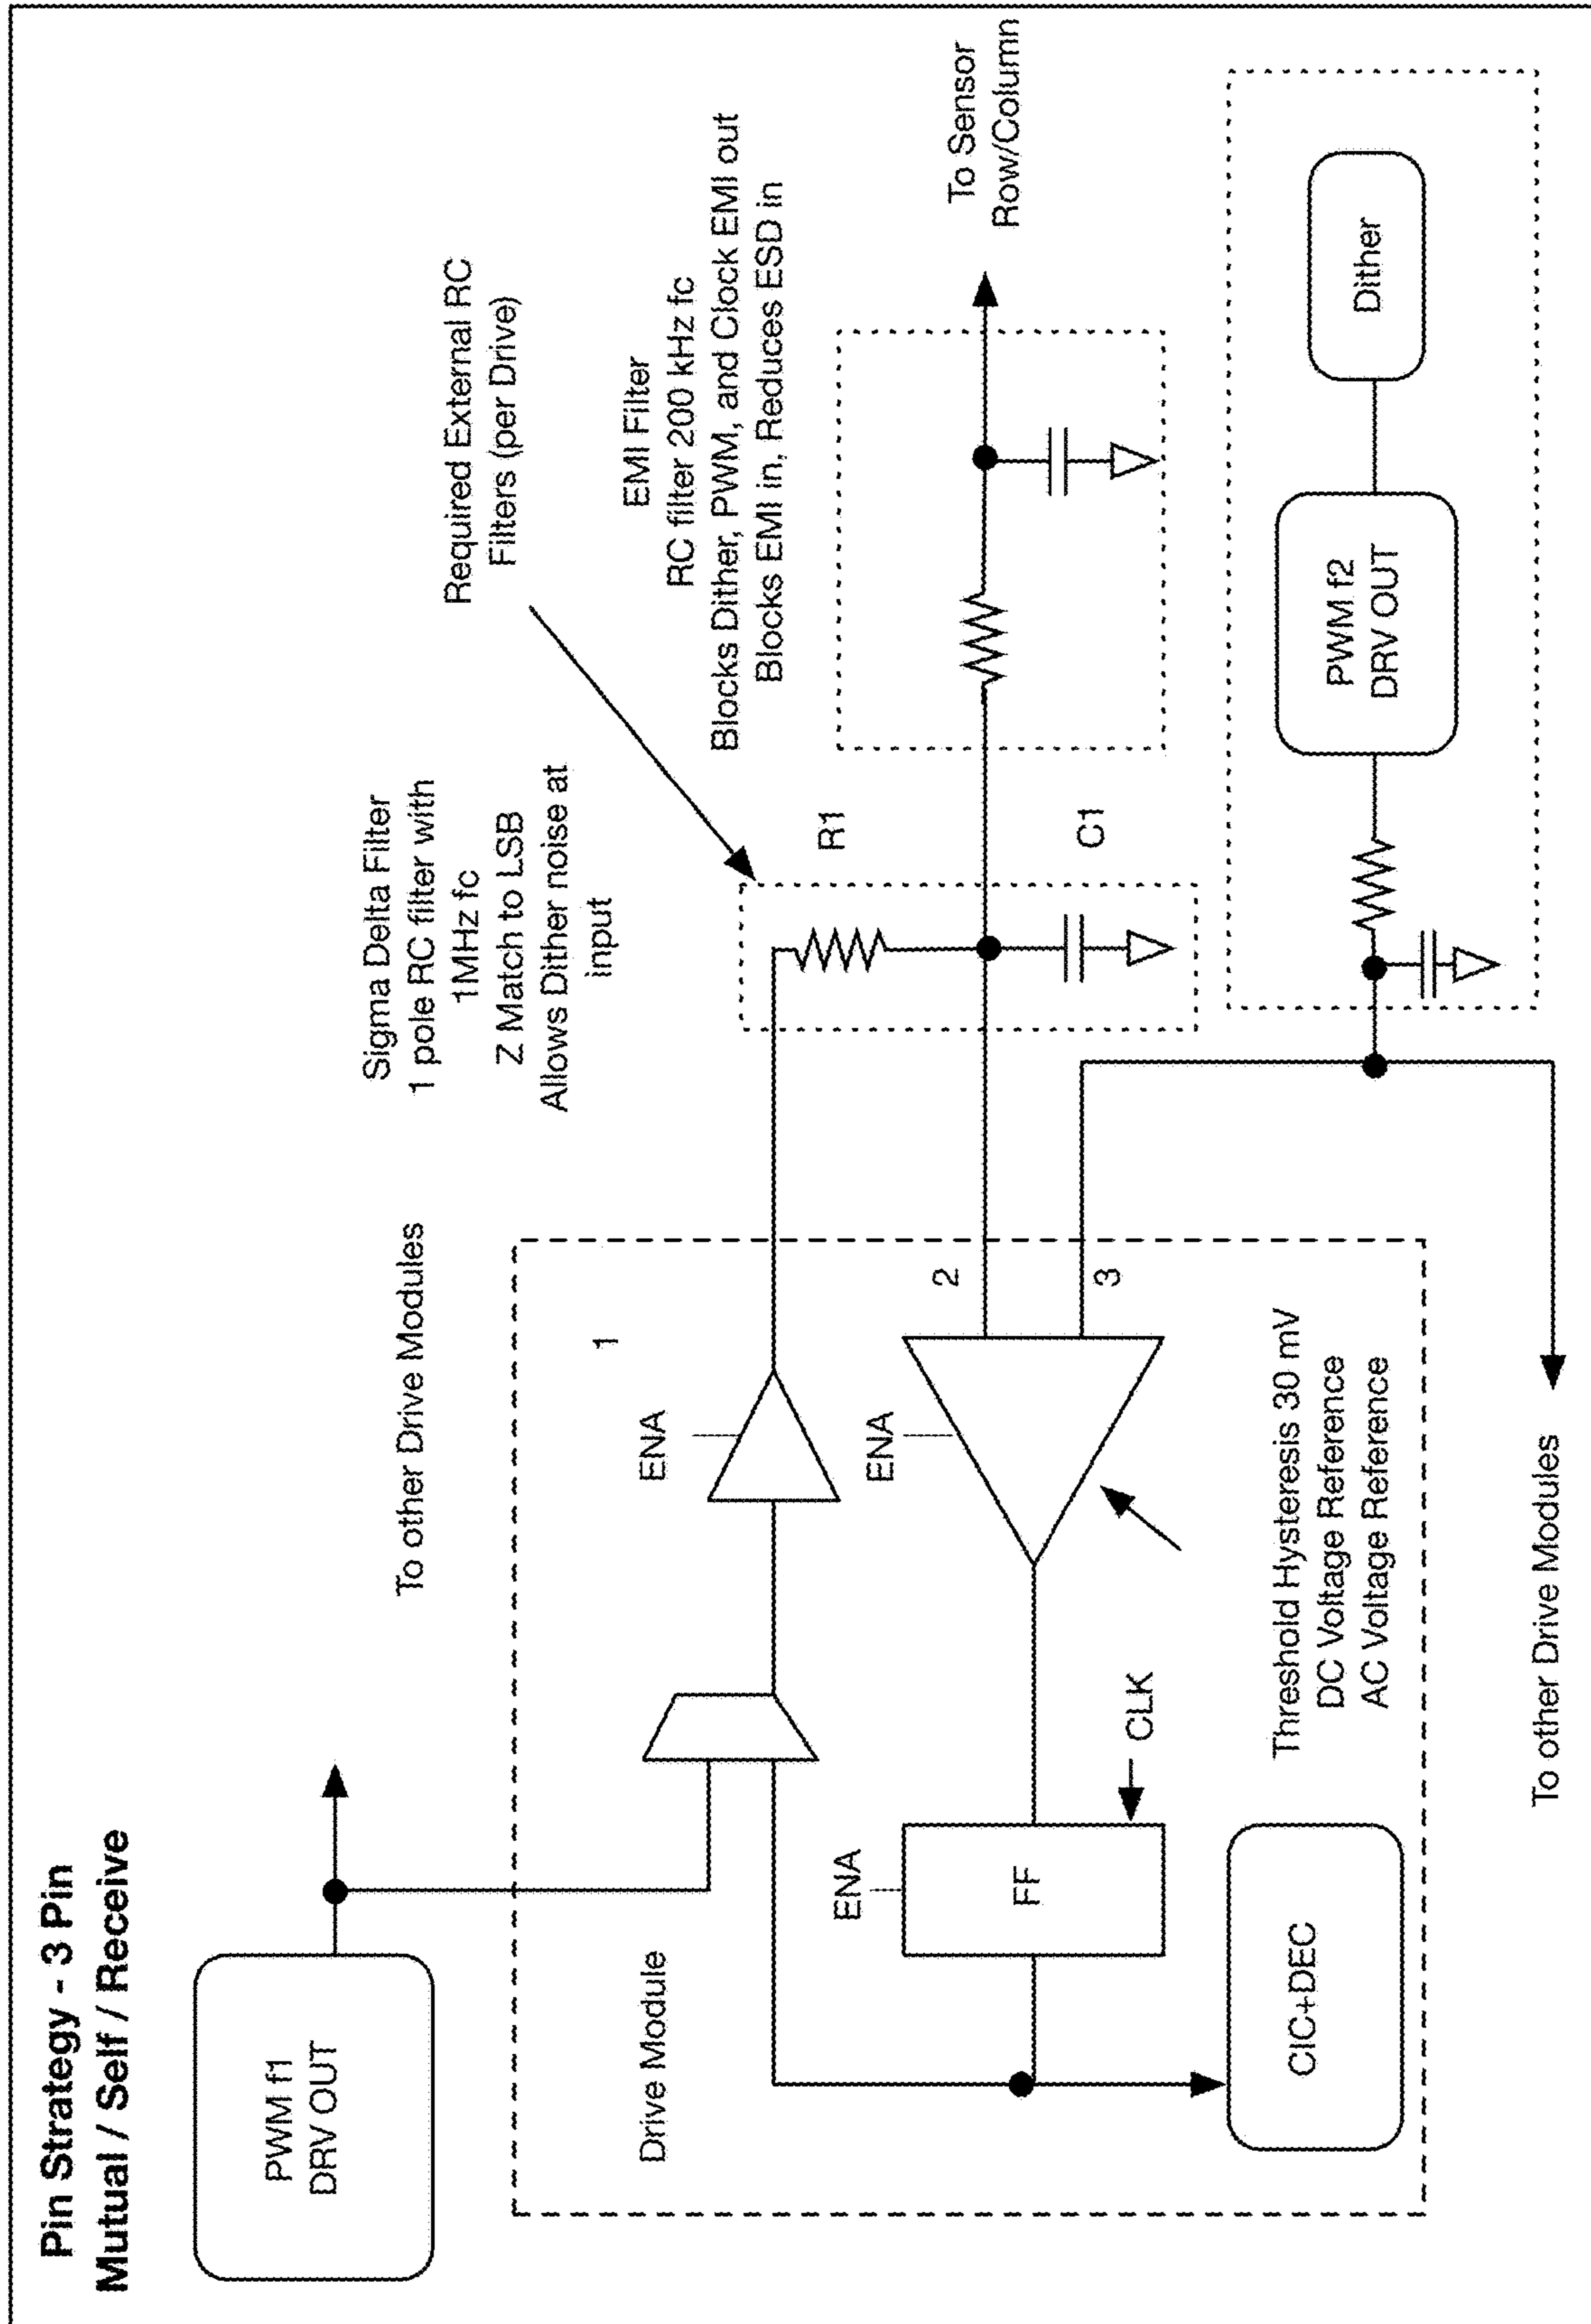 Pin Strategy - 3 Pin
Mutual / Self / Receive
PWM f1
DRV OUT
To other Drive Modules
Sigma Delta Filter
1 pole RC filter with
1MHz fc
Z Match to LSB
Allows Dither noise at
input
Required External RC
Filters (per Drive)
EMI Filter
RC filter 200 kHz fc
Blocks Dither, PWM, and Clock EMI out
Blocks EMI in, Reduces ESD in
To Sensor
Row/Column
Drive Module
1
ENA
R1
ENA
2
ENA
FF
CLK
3
C1
CIC+DEC
Threshold Hysteresis 30 mV
DC Voltage Reference
AC Voltage Reference
PWM f2
DRV OUT
Dither
To other Drive Modules